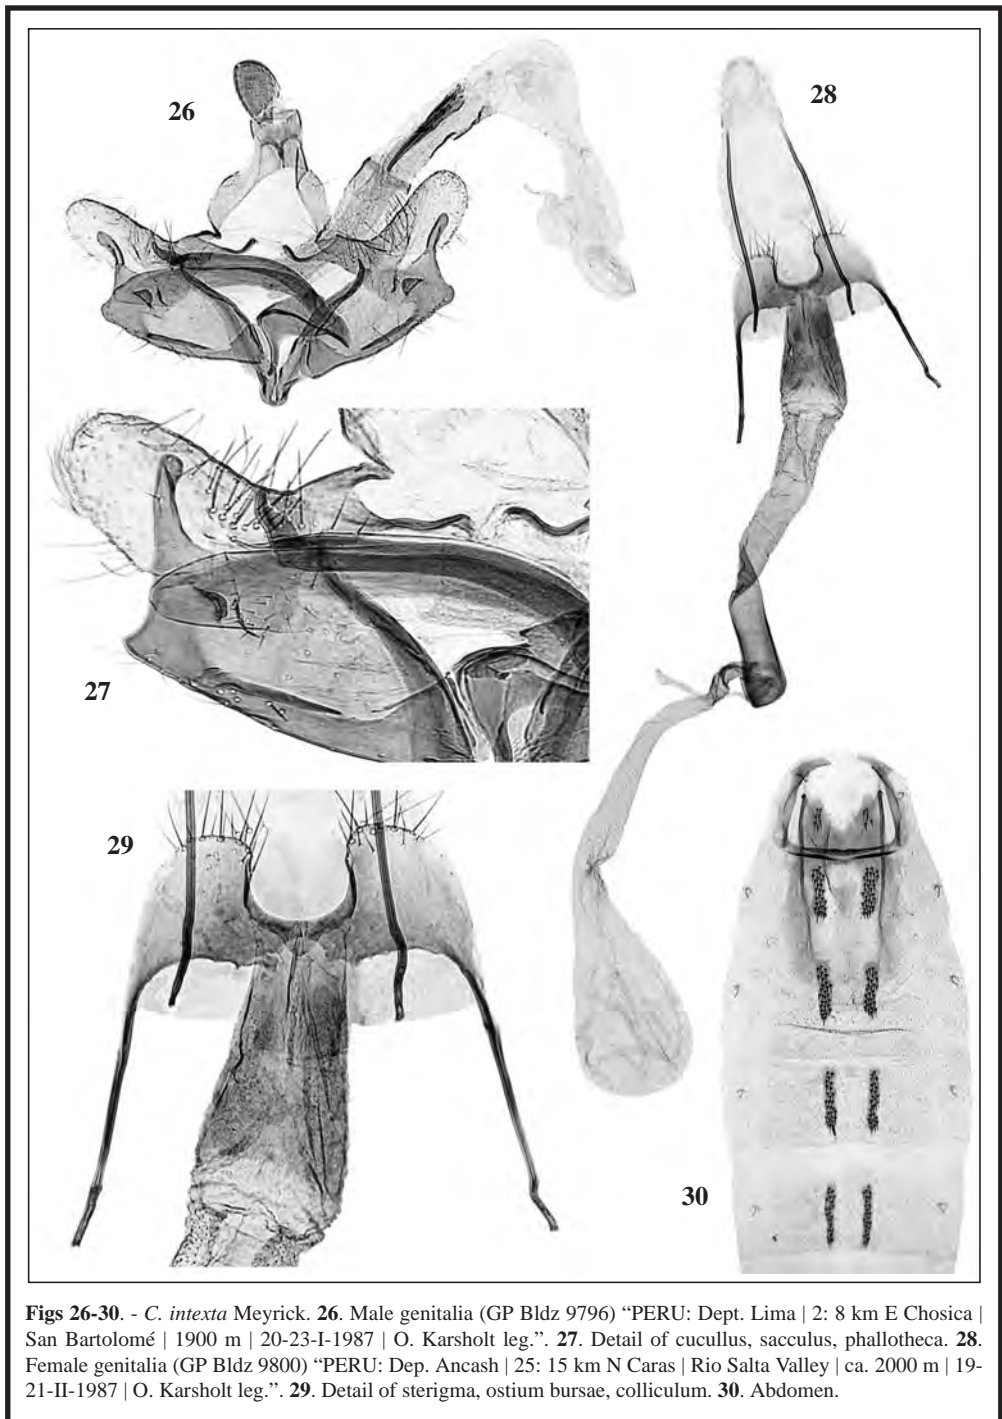 26
28
27
29
30
Figs 26-30. - C. intexta Meyrick. 26. Male genitalia (GP Bldz 9796) “PERU: Dept. Lima | 2: 8 km E Chosica |
San Bartolomé | 1900 m | 20-23-I-1987 | O. Karsholt leg.”. 27. Detail of cucullus, sacculus, phallotheca. 28.
Female genitalia (GP Bldz 9800) “PERU: Dep. Ancash | 25: 15 km N Caras | Rio Salta Valley | ca. 2000 m | 19-
21-II-1987 | O. Karsholt leg.”. 29. Detail of sterigma, ostium bursae, colliculum. 30. Abdomen.